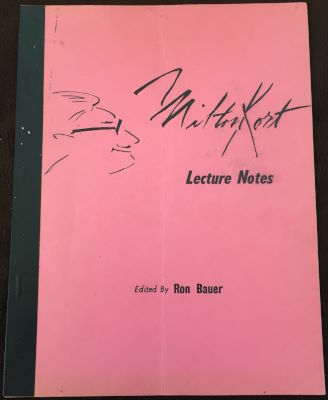 Milton Kort
Lecture Notes
Edited By Ron Bauer